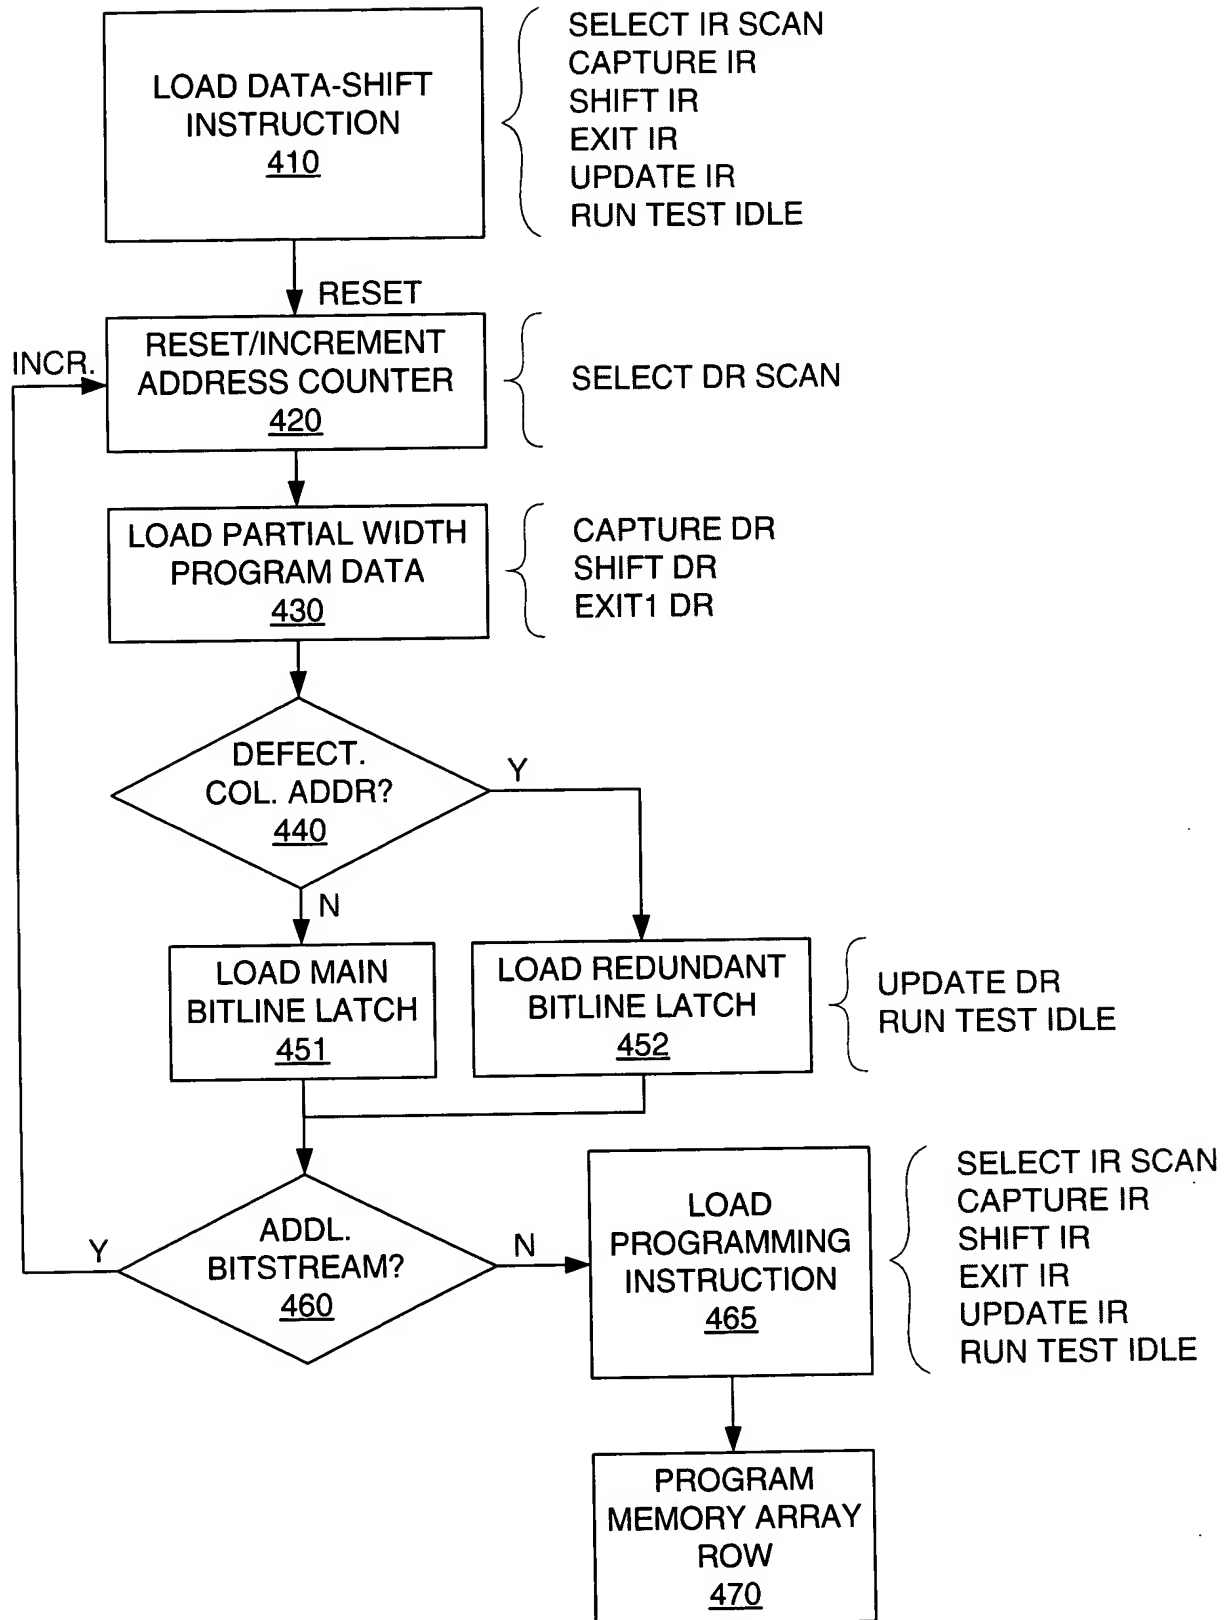 LOAD DATA-SHIFT
INSTRUCTION
410
SELECT IR SCAN
CAPTURE IR
SHIFT IR
EXIT IR
UPDATE IR
RUN TEST IDLE
RESET
INCR.
RESET/INCREMENT
ADDRESS COUNTER
420
SELECT DR SCAN
LOAD PARTIAL WIDTH
PROGRAM DATA
430
CAPTURE DR
SHIFT DR
EXIT1 DR
DEFECT.
COL. ADDR?
440
Y
N
LOAD MAIN
BITLINE LATCH
451
LOAD REDUNDANT
BITLINE LATCH
452
UPDATE DR
RUN TEST IDLE
Y
ADDL.
BITSTREAM?
460
N
LOAD
PROGRAMMING
INSTRUCTION
465
SELECT IR SCAN
CAPTURE IR
SHIFT IR
EXIT IR
UPDATE IR
RUN TEST IDLE
PROGRAM
MEMORY ARRAY
ROW
470